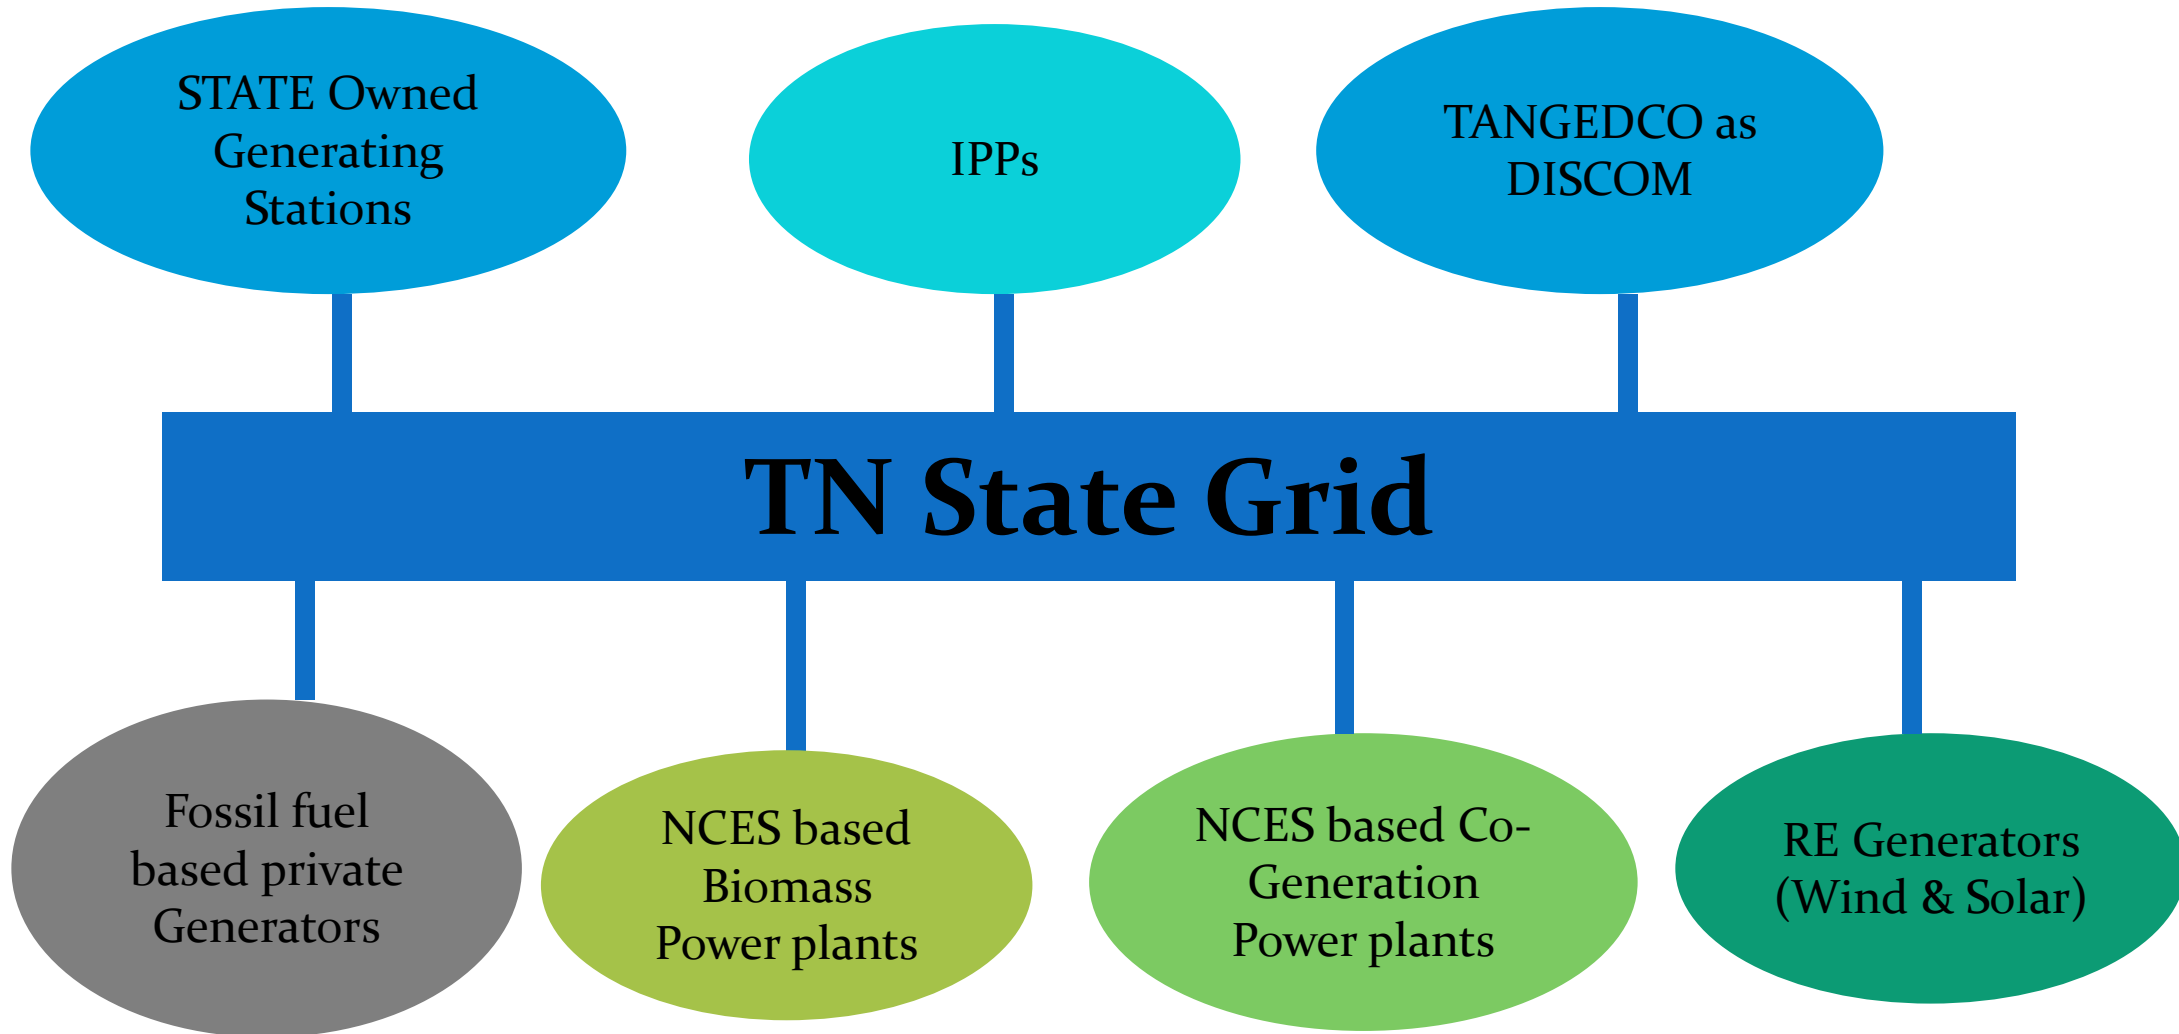 STATE Owned
Generating
Stations
IPPs
TANGEDCO as
DISCOM
TN State Grid
Fossil fuel
based private
Generators
NCES based
Biomass
Power plants
NCES based Co-
Generation
Power plants
RE Generators
(Wind & Solar)